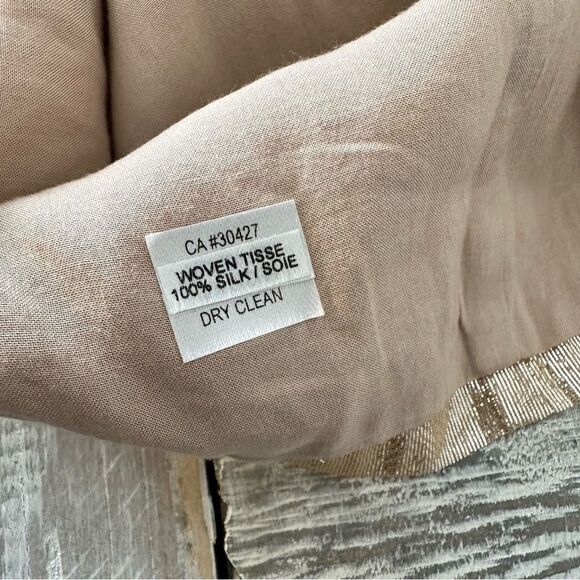 CA #30427
WOVEN TISSE
100% SILK / SOIE
DRY CLEAN